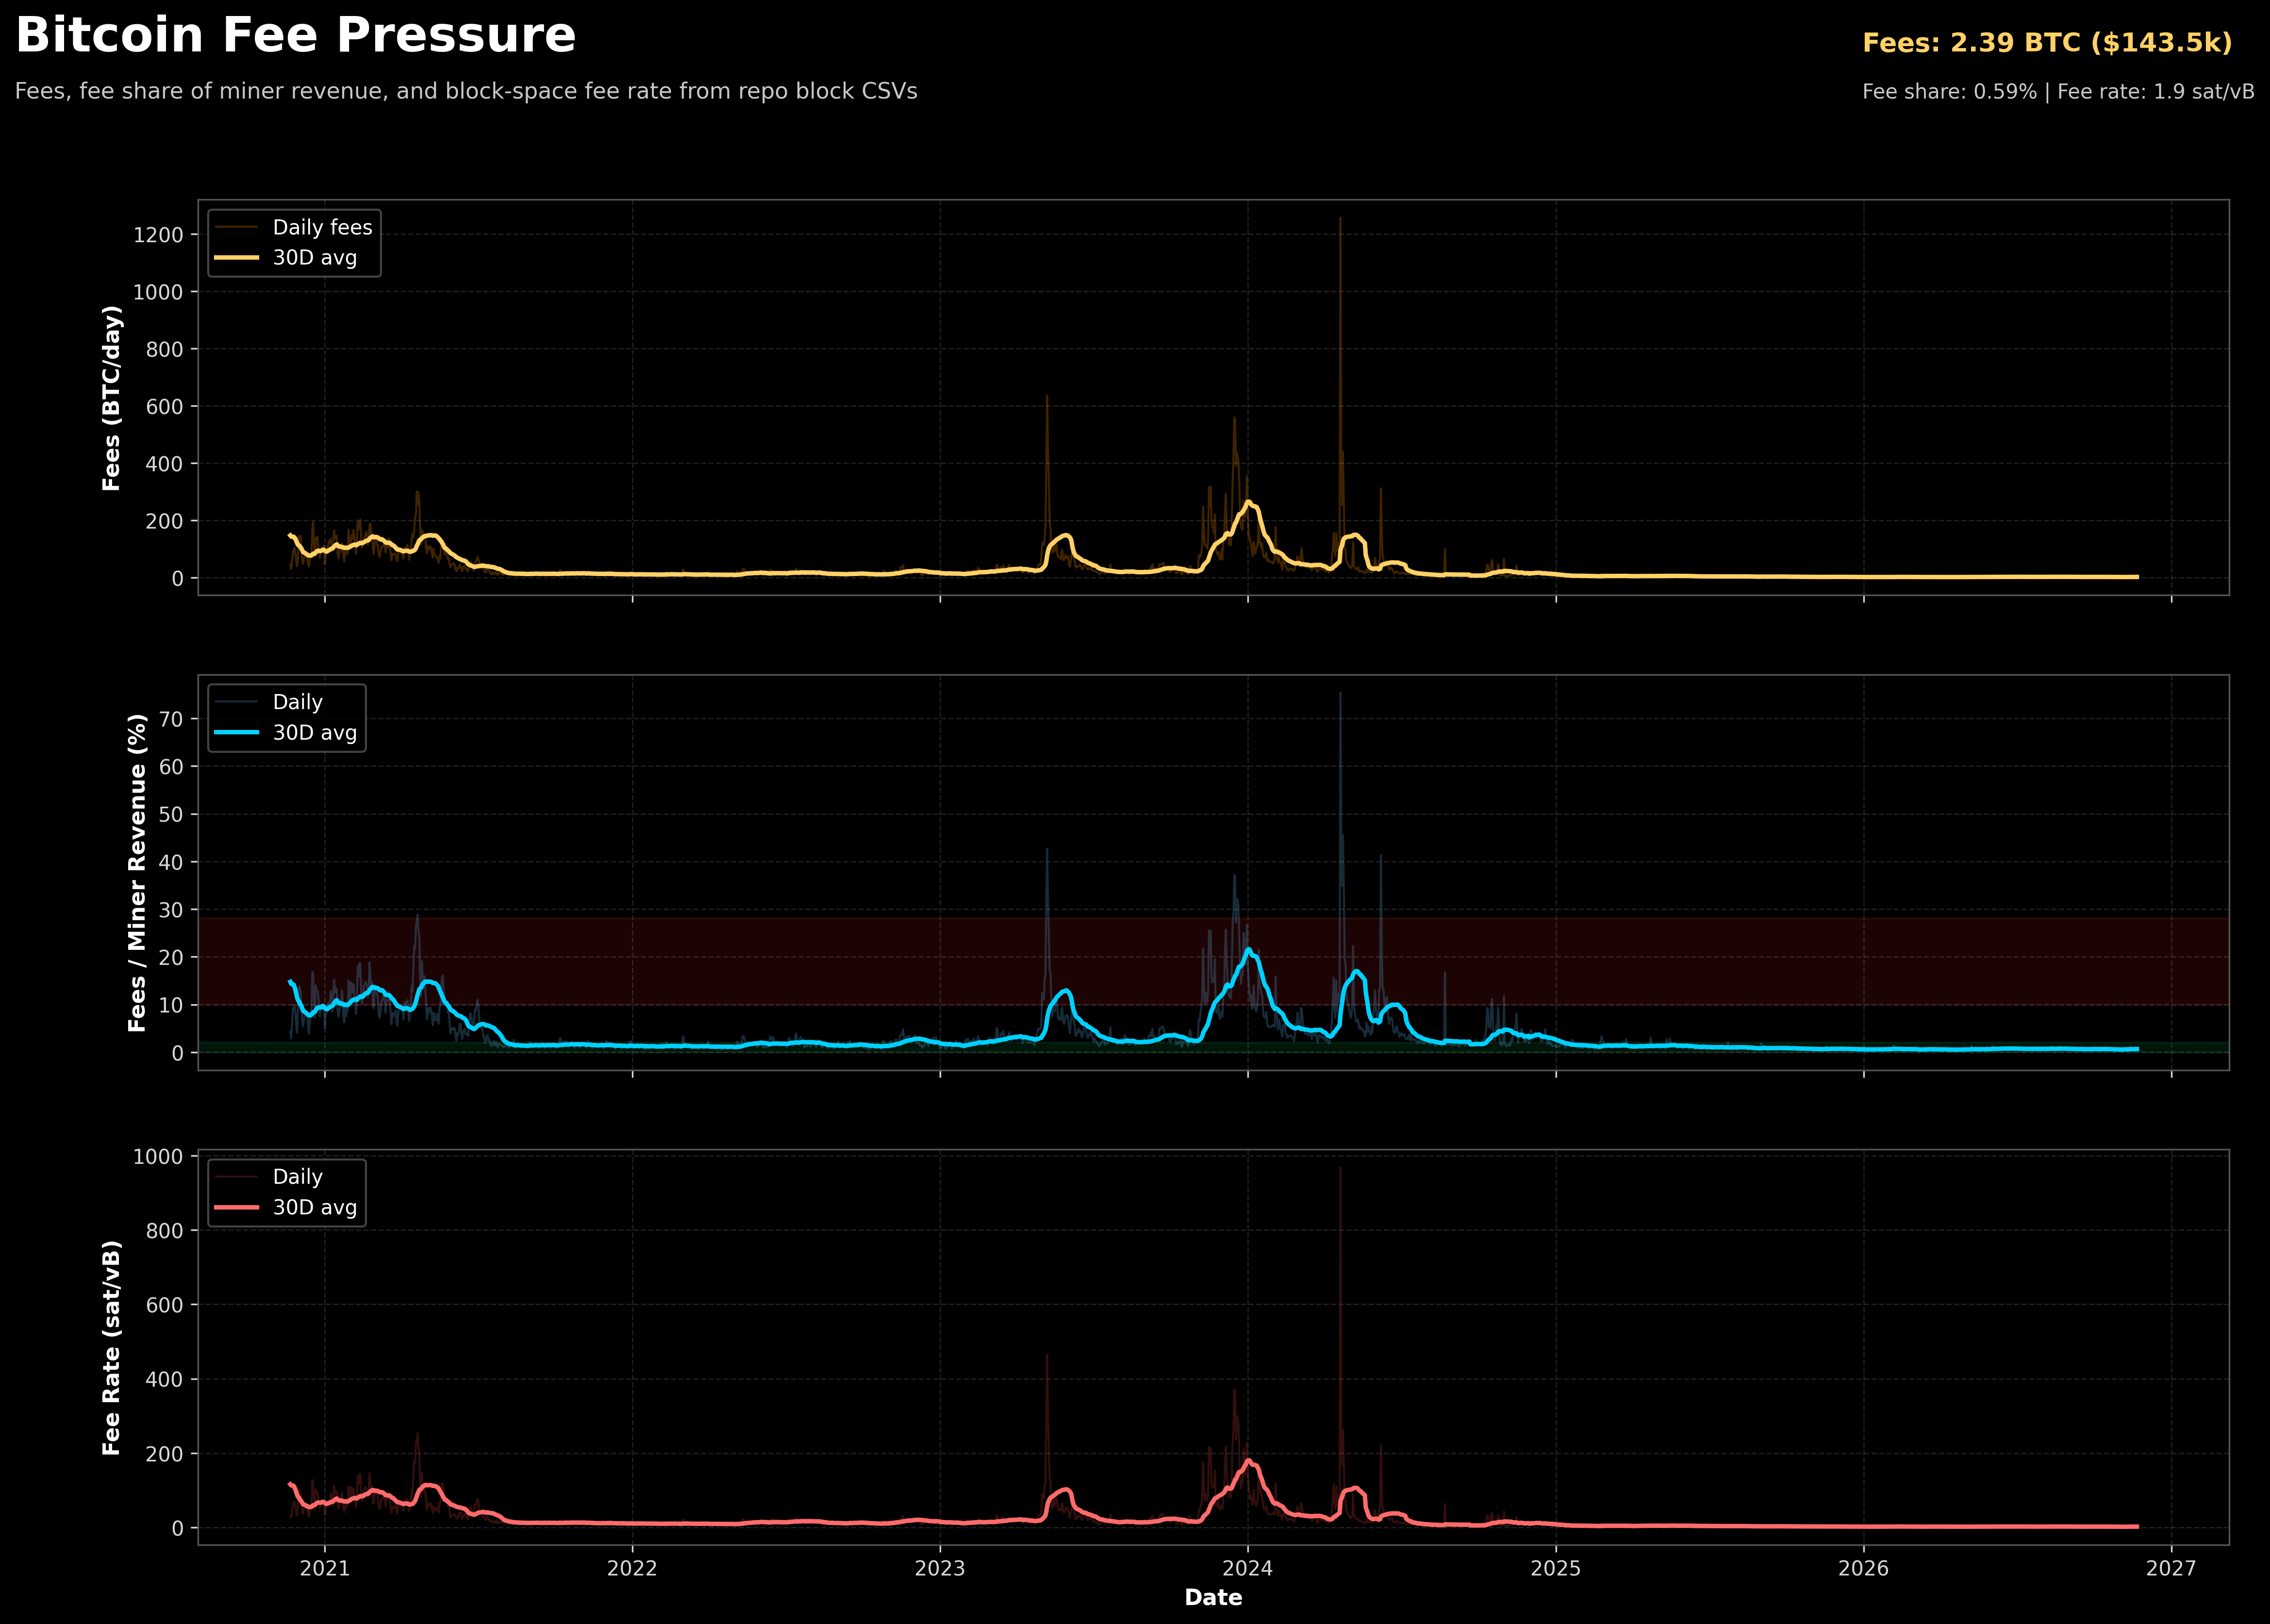 Bitcoin Fee Pressure
Fees: 2.39 BTC ($143.5k)
Fees, fee share of miner revenue, and block-space fee rate from repo block CSVs
Fee share: 0.59% | Fee rate: 1.9 sat/vB
Fees (BTC/day)
1200
1000
800
600
400
200
0
Daily fees
30D avg
Fees / Miner Revenue (%)
70
60
50
40
30
20
10
0
Daily
30D avg
Fee Rate (sat/vB)
1000
800
600
400
200
0
Daily
30D avg
2021 2022 2023 2024 2025 2026 2027
Date